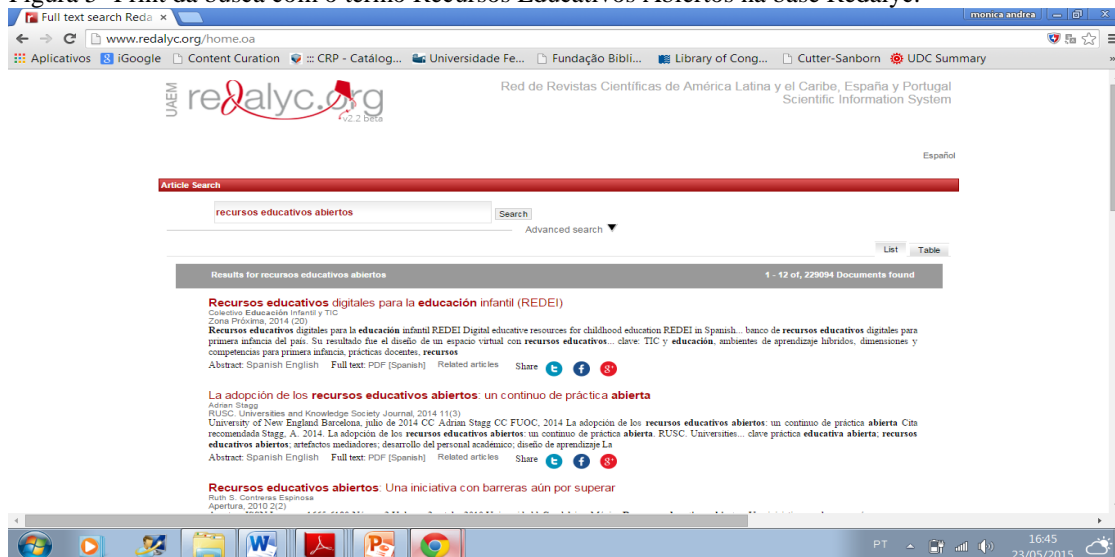 Full text search Reda
monica andrea
www.redalyc.org/home.oa
Aplicativos iGoogle Content Curation ::: CRP - Catálog... Universidade Fe... Fundação Bibli... Library of Cong... Cutter-Sanborn UDC Summary »
UAEM redalyc.org
v2.2 beta
Red de Revistas Científicas de América Latina y el Caribe, España y Portugal
Scientific Information System
Español
Article Search
recursos educativos abiertos Search
Advanced search
List Table
Results for recursos educativos abiertos 1 - 12 of, 229094 Documents found
Recursos educativos digitales para la educación infantil (REDEI)
Colectivo Educación Infantil y TIC
Zona Próxima, 2014 (20)
Recursos educativos digitales para la educación infantil REDEI Digital educative resources for childhood education REDEI in Spanish... banco de recursos educativos digitales para
primera infancia del país. Su resultado fue el diseño de un espacio virtual con recursos educativos... clave: TIC y educación, ambientes de aprendizaje híbridos, dimensiones y
competencias para primera infancia, prácticas docentes, recursos
Abstract: Spanish English Full text: PDF [Spanish] Related articles Share
La adopción de los recursos educativos abiertos: un continuo de práctica abierta
Adrian Stagg
RUSC. Universities and Knowledge Society Journal, 2014 11(3)
University of New England Barcelona, julio de 2014 CC Adrian Stagg CC FUOC, 2014 La adopción de los recursos educativos abiertos: un continuo de práctica abierta Cita
recomendada Stagg, A. 2014. La adopción de los recursos educativos abiertos: un continuo de práctica abierta. RUSC. Universities... clave práctica educativa abierta; recursos
educativos abiertos; artefactos mediadores; desarrollo del personal académico; diseño de aprendizaje La
Abstract: Spanish English Full text: PDF [Spanish] Related articles Share
Recursos educativos abiertos: Una iniciativa con barreras aún por superar
Ruth S. Contreras Espinosa
Apertura, 2010 2(2)
PT 16:45
23/05/2015